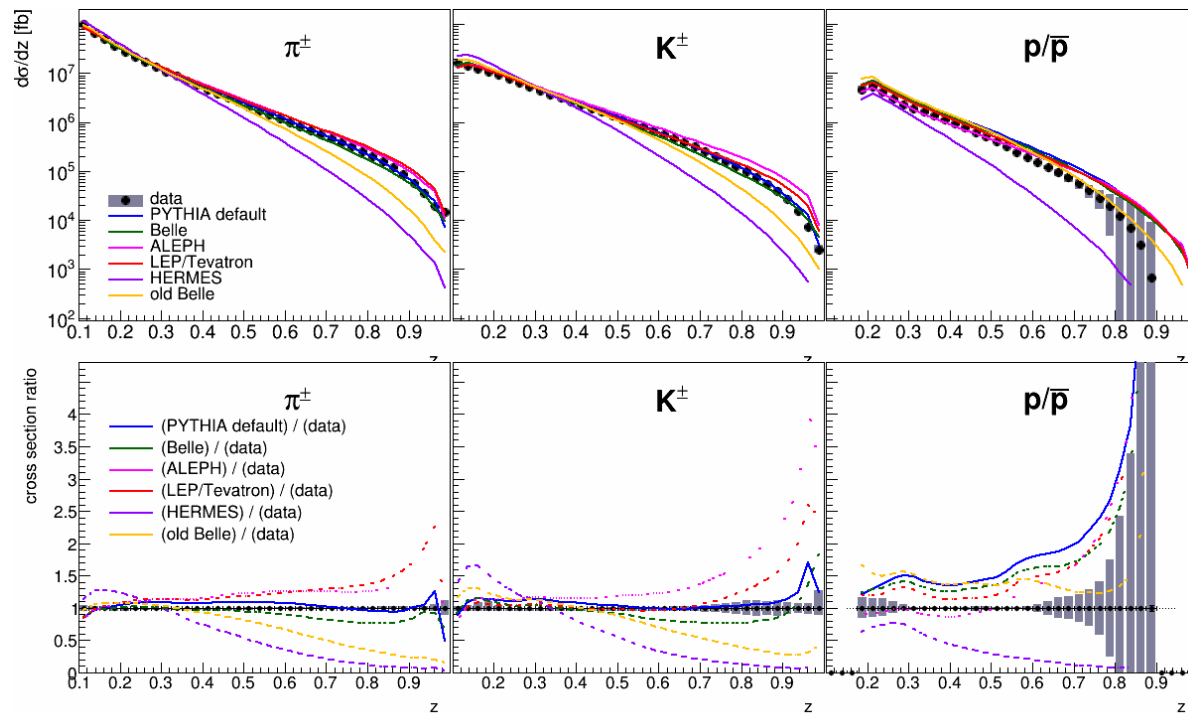 dσ/dz [fb]
π±
K±
p/p̅
10⁷
10⁶
10⁵
10⁴
10³
10²
data
PYTHIA default
Belle
ALEPH
LEP/Tevatron
HERMES
old Belle
0.1 0.2 0.3 0.4 0.5 0.6 0.7 0.8 0.9
0.2 0.3 0.4 0.5 0.6 0.7 0.8 0.9
0.2 0.3 0.4 0.5 0.6 0.7 0.8 0.9
cross section ratio
π±
K±
p/p̅
4
3.5
3
2.5
2
1.5
1
0.5
0
(PYTHIA default) / (data)
(Belle) / (data)
(ALEPH) / (data)
(LEP/Tevatron) / (data)
(HERMES) / (data)
(old Belle) / (data)
0.1 0.2 0.3 0.4 0.5 0.6 0.7 0.8 0.9
0.2 0.3 0.4 0.5 0.6 0.7 0.8 0.9
0.2 0.3 0.4 0.5 0.6 0.7 0.8 0.9
z
z
z